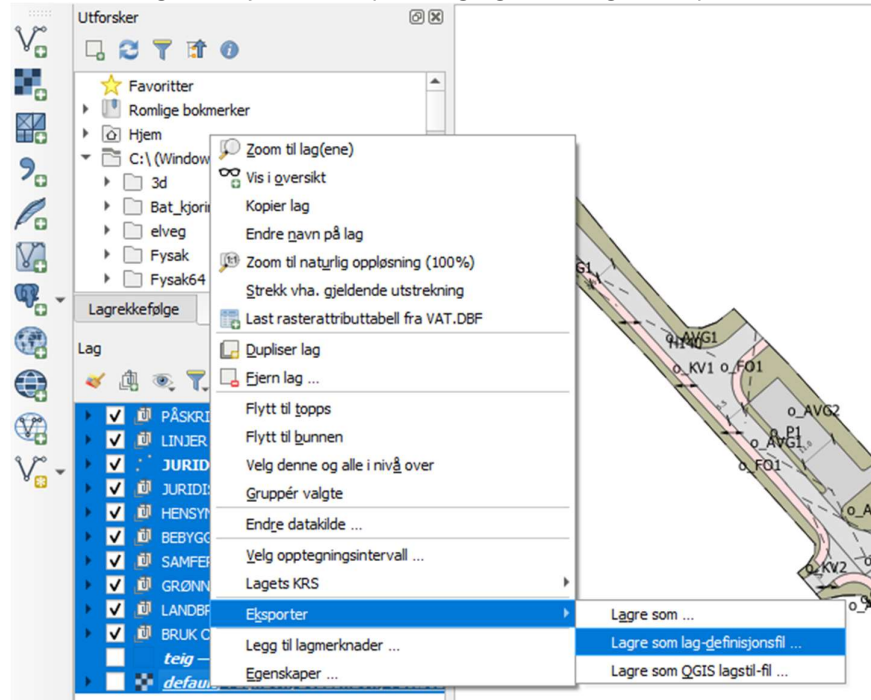 Utforsker
Favoritter
Romlige bokmerker
Hjem
C:\ (Window
3d
Bat_kjorin
elveg
Fysak
Fysak64
Lagrekkefølge
Lag
PÅSKRI
LINJER
JURID
JURIDIS
HENSYN
BEBYGG
SAMFER
GRØNN
LANDBR
BRUK O
teig —
Zoom til lag(ene)
Vis i oversikt
Kopier lag
Endre navn på lag
Zoom til naturlig oppløsning (100%)
Strekk vha. gjeldende utstrekning
Last rasterattributtabell fra VAT.DBF
Dupliser lag
Fjern lag ...
Flytt til topps
Flytt til bunnen
Velg denne og alle i nivå over
Gruppér valgte
Endre datakilde ...
Velg opptegningsintervall ...
Lagets KRS
Eksporter
Legg til lagmerknader ...
Egenskaper ...
Lagre som ...
Lagre som lag-definisjonsfil ...
Lagre som QGIS lagstil-fil ...
G1
o_AVG1
H140
o_KV1
o_FO1
o_AVG2
o_P1
o_AVG1
o_FO1
o_KV2